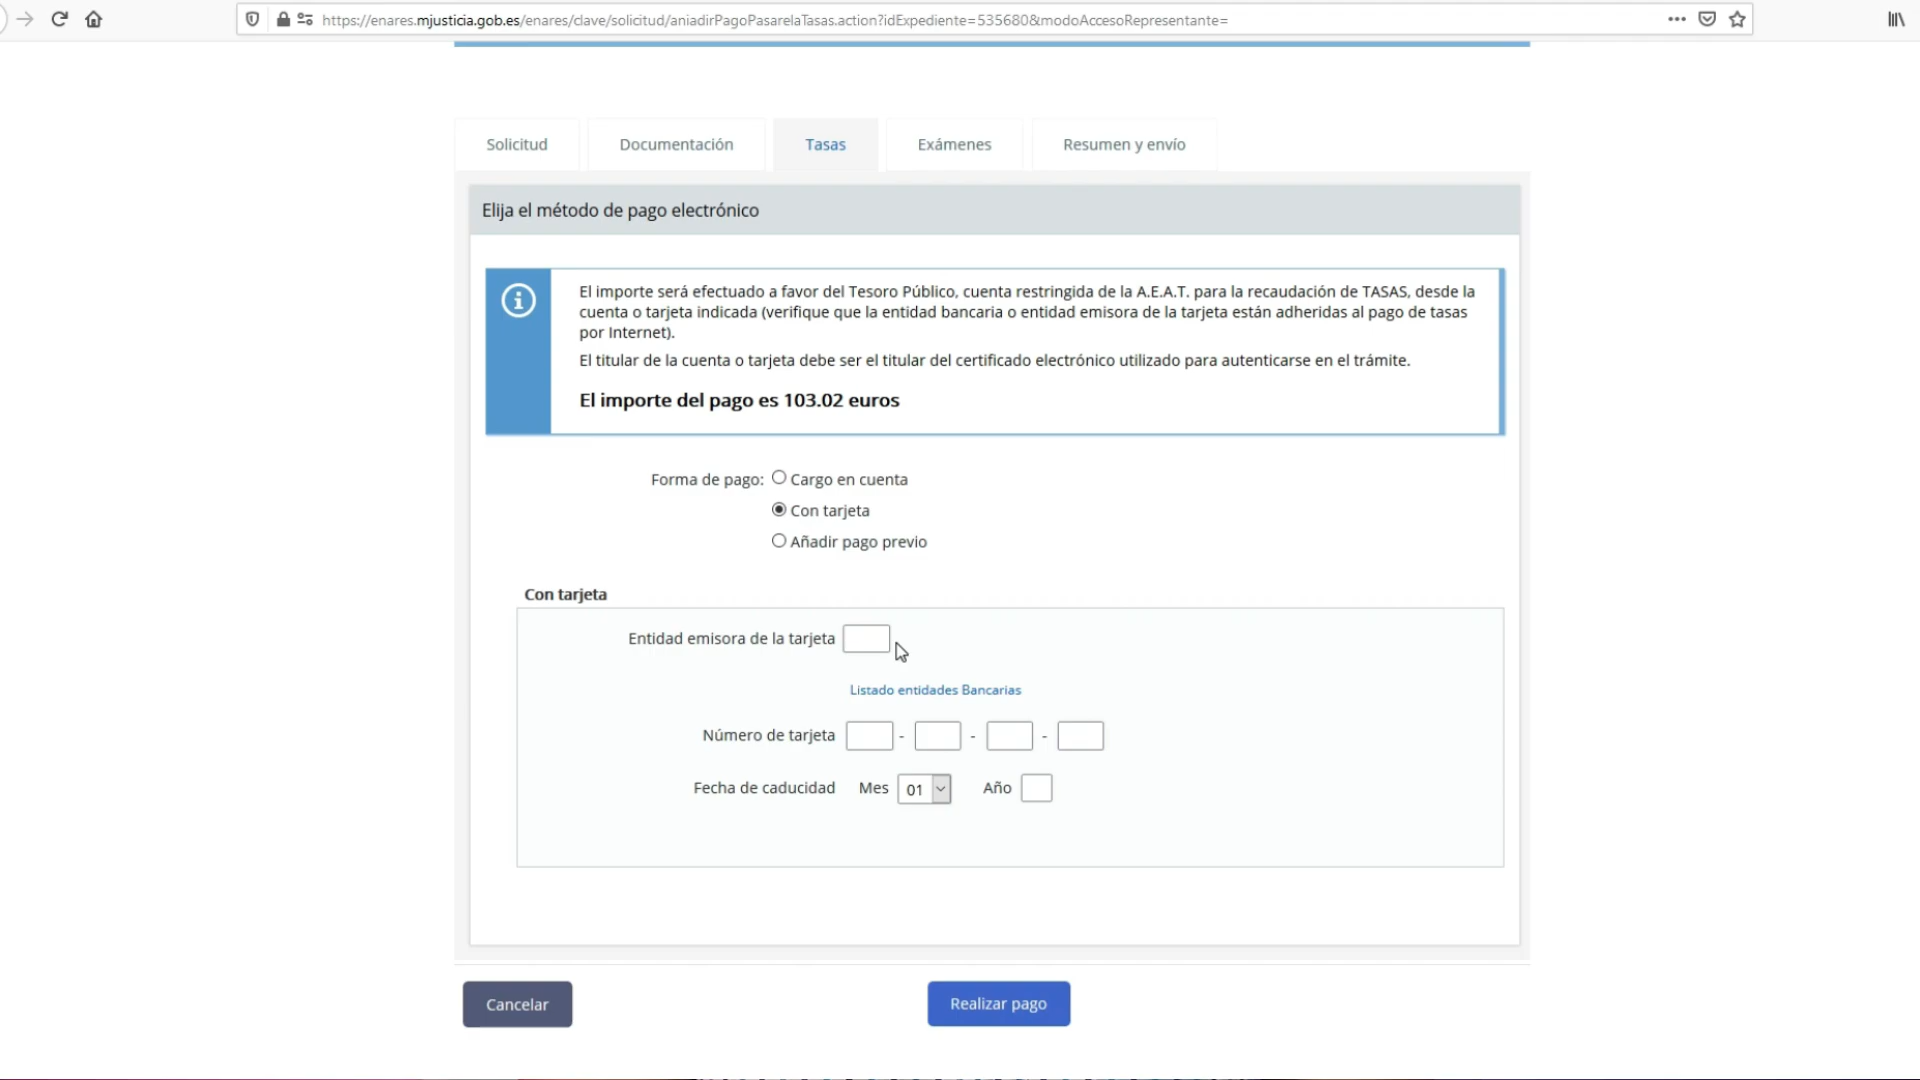 https://enares.mjusticia.gob.es/enares/clave/solicitud/aniadirPagoPasarelaTasas.action?idExpediente=535680&modoAccesoRepresentante=
Solicitud
Documentación
Tasas
Exámenes
Resumen y envío
Elija el método de pago electrónico
El importe será efectuado a favor del Tesoro Público, cuenta restringida de la A.E.A.T. para la recaudación de TASAS, desde la
cuenta o tarjeta indicada (verifique que la entidad bancaria o entidad emisora de la tarjeta están adheridas al pago de tasas
por Internet).
El titular de la cuenta o tarjeta debe ser el titular del certificado electrónico utilizado para autenticarse en el trámite.
El importe del pago es 103.02 euros
Forma de pago: Cargo en cuenta
Con tarjeta
Añadir pago previo
Con tarjeta
Entidad emisora de la tarjeta
Listado entidades Bancarias
Número de tarjeta - - -
Fecha de caducidad Mes 01 Año
Cancelar
Realizar pago